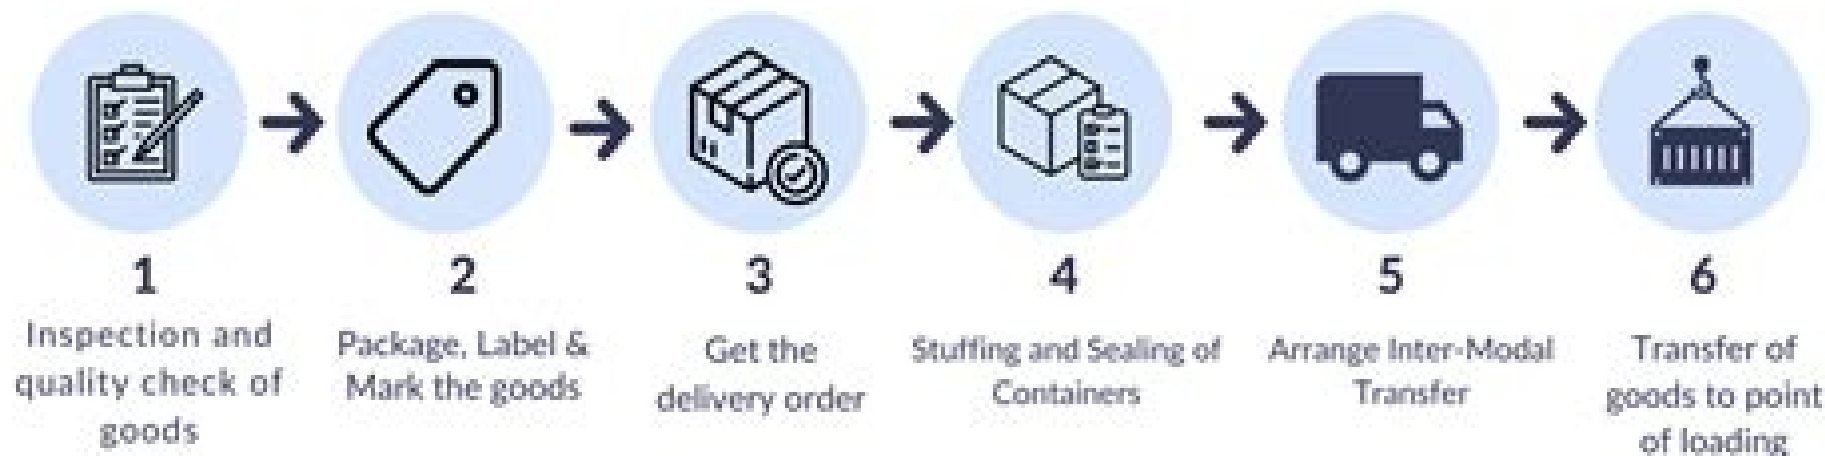 1
Inspection and
quality check of
goods
2
Package, Label &
Mark the goods
3
Get the
delivery order
4
Stuffing and Sealing of
Containers
5
Arrange Inter-Modal
Transfer
6
Transfer of
goods to point
of loading